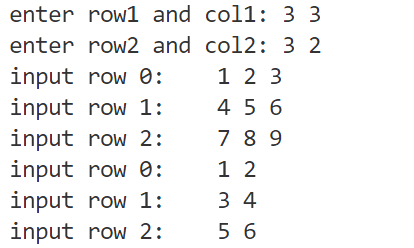 enter row1 and col1: 3 3
enter row2 and col2: 3 2
input row 0:    1 2 3
input row 1:    4 5 6
input row 2:    7 8 9
input row 0:    1 2
input row 1:    3 4
input row 2:    5 6